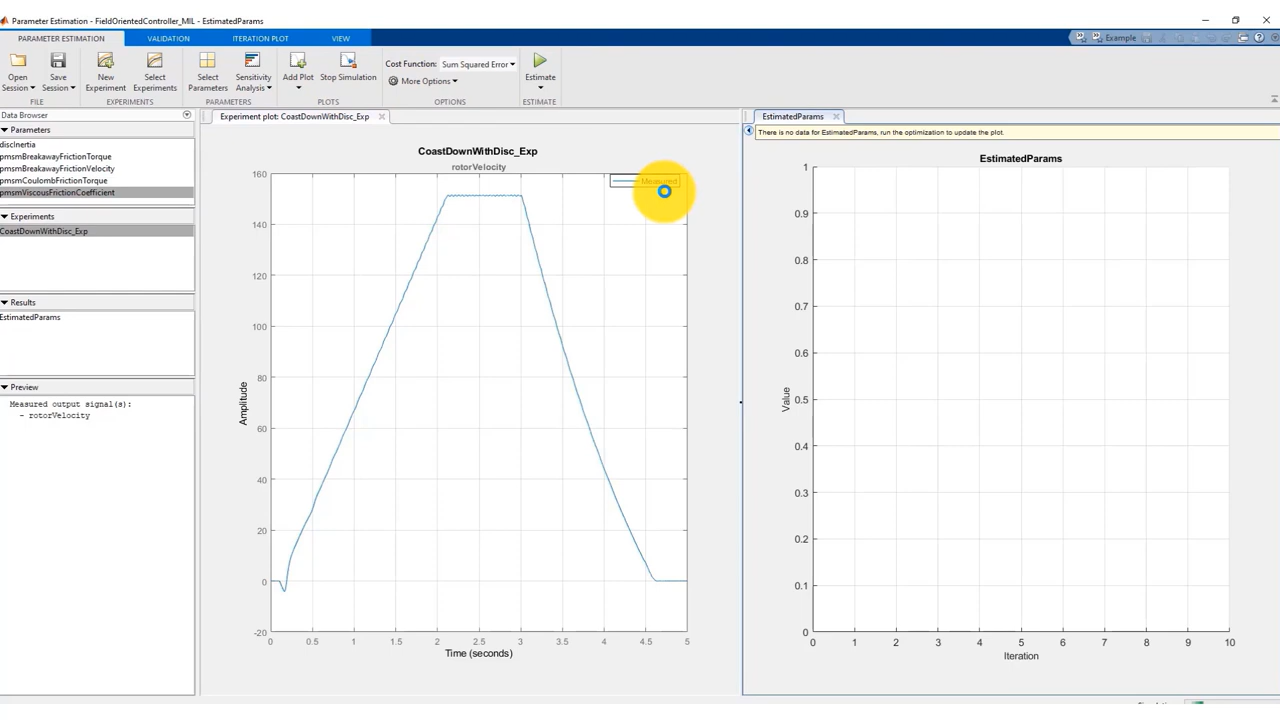 Parameter Estimation - FieldOrientedController_MIL - EstimatedParams
PARAMETER ESTIMATION VALIDATION ITERATION PLOT VIEW
Example
Open Session
Save Session
New Experiment
Select Experiments
Select Parameters
Sensitivity Analysis
Add Plot
Stop Simulation
Cost Function: Sum Squared Error
More Options
Estimate
FILE EXPERIMENTS PARAMETERS PLOTS OPTIONS ESTIMATE
Data Browser
Parameters
discInertia
pmsmBreakawayFrictionTorque
pmsmBreakawayFrictionVelocity
pmsmCoulombFrictionTorque
pmsmViscousFrictionCoefficient
Experiments
CoastDownWithDisc_Exp
Results
EstimatedParams
Preview
Measured output signal(s):
- rotorVelocity
Experiment plot: CoastDownWithDisc_Exp
CoastDownWithDisc_Exp
rotorVelocity
Measured
160
140
120
100
80
60
40
20
0
-20
Amplitude
0 0.5 1 1.5 2 2.5 3 3.5 4 4.5 5
Time (seconds)
EstimatedParams
There is no data for EstimatedParams, run the optimization to update the plot.
EstimatedParams
1
0.9
0.8
0.7
0.6
0.5
0.4
0.3
0.2
0.1
0
Value
0 1 2 3 4 5 6 7 8 9 10
Iteration